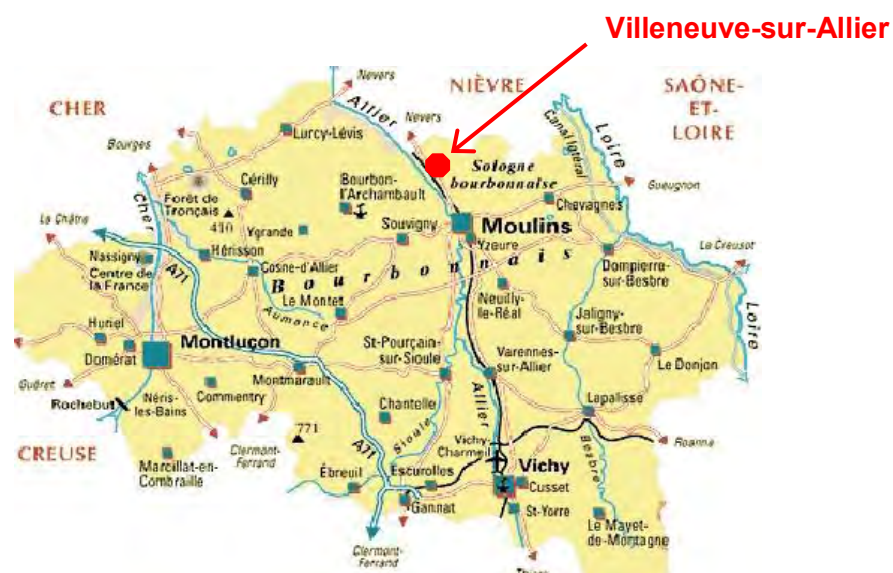 Villeneuve-sur-Allier
Nevers
NIÈVRE
SAÔNE-
ET-
LOIRE
CHER
Allier
Nevers
Canal latéral
Loire
Lurcy-Lévis
Bourges
Sologne
bourbonnaise
Gueugnon
Cérilly
Bourbon-
l'Archambault
Forêt de
Tronçais
Chevagnes
Cher
Souvigny
Moulins
La Châtre
Ygrande
Yzeure
Le Creusot
Hérisson
Nassigny
Centre de
la France
A71
Cosne-d'Allier
Bourbonnais
Dompierre-
sur-Besbre
Le Montet
Neuilly-
le-Réal
Loire
Aumance
Jaligny-
sur-Besbre
Huriel
Montluçon
St-Pourçain-
sur-Sioule
Domérat
Varennes-
sur-Allier
Le Donjon
Guéret
Montmarault
Rochebut
Néris-
les-Bains
Commentry
Chantelle
Allier
Lapalisse
771
Sioule
CREUSE
Clermont-
Ferrand
A71
Vichy-
Charmeil
Besbre
Roanne
Marcillat-en-
Combraille
Ébreuil
Escurolles
Vichy
Cusset
Gannat
St-Yorre
Le Mayet-
de-Montagne
Clermont-
Ferrand